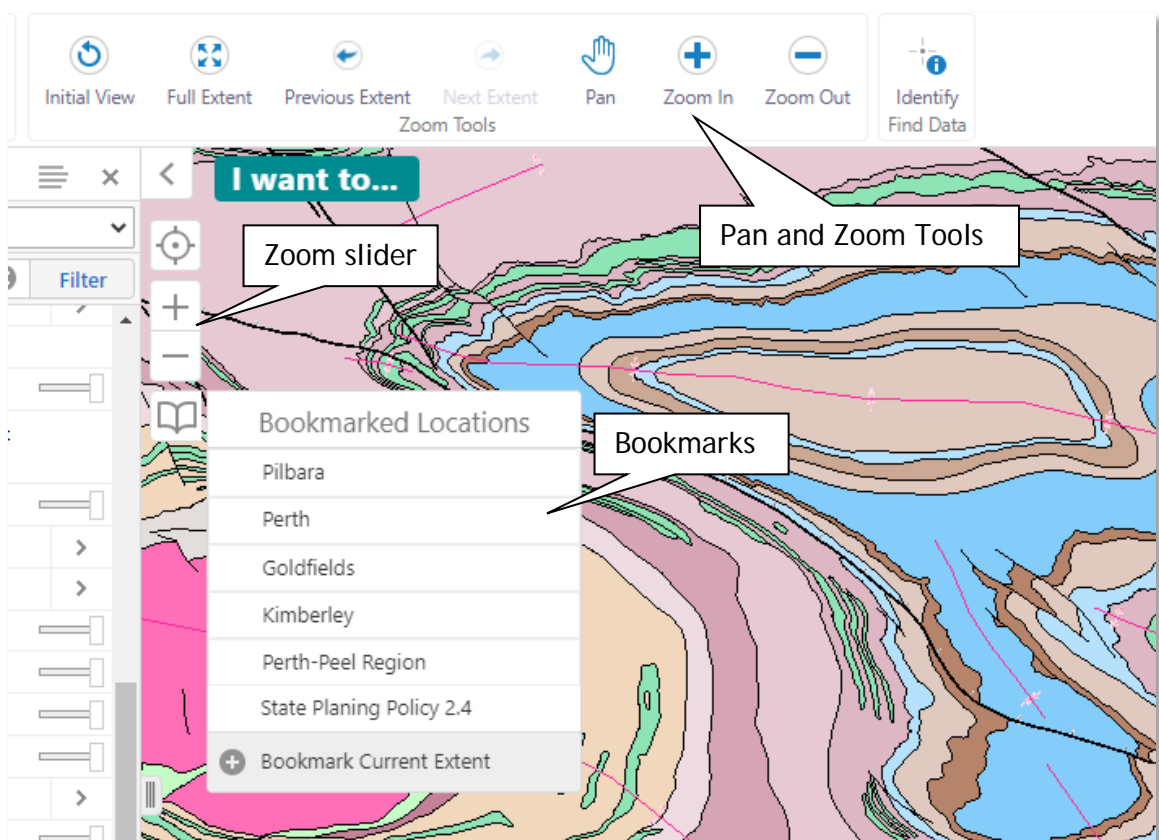 Initial View
Full Extent
Previous Extent
Next Extent
Pan
Zoom In
Zoom Out
Identify
Zoom Tools
Find Data
I want to...
Pan and Zoom Tools
Zoom slider
Filter
Bookmarked Locations
Bookmarks
Pilbara
Perth
Goldfields
Kimberley
Perth-Peel Region
State Planing Policy 2.4
Bookmark Current Extent